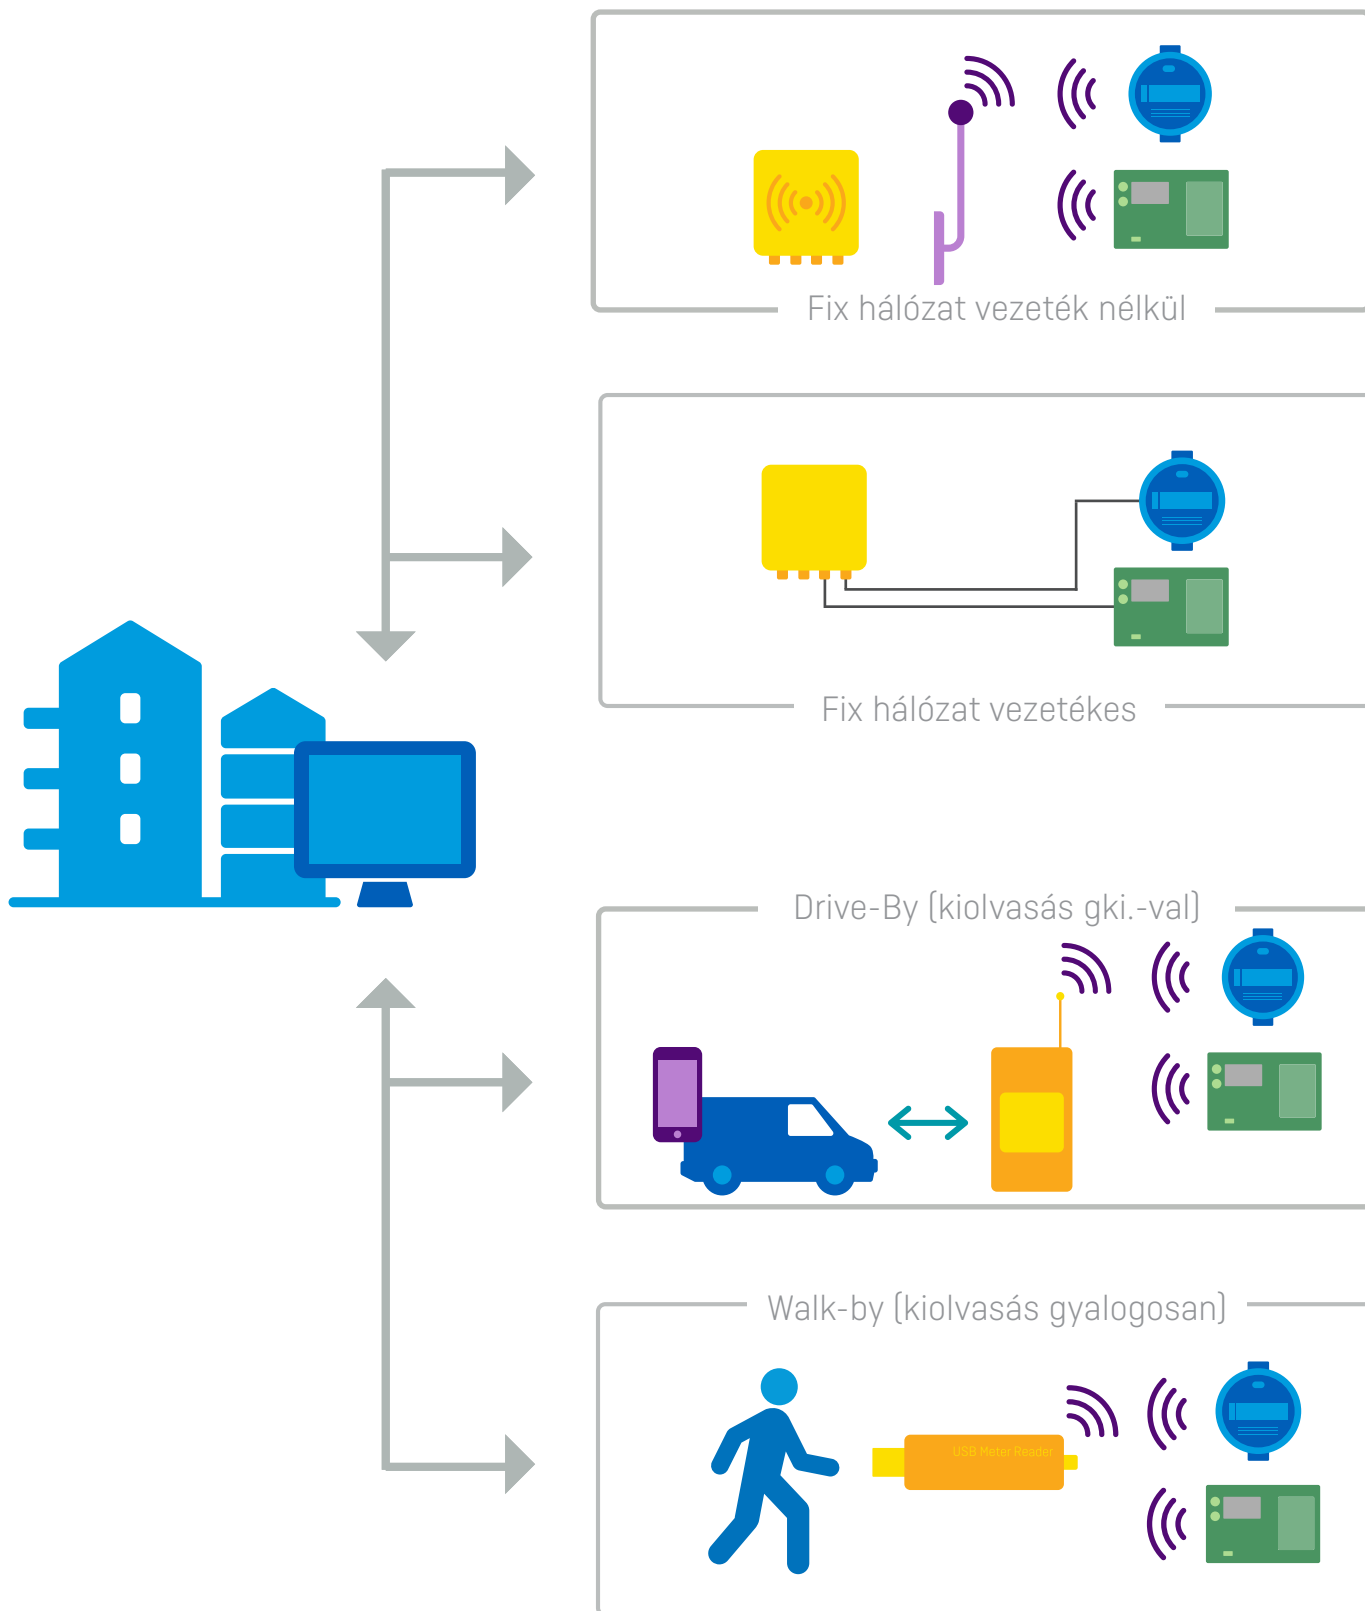 Fix hálózat vezeték nélkül
Fix hálózat vezetékes
Drive-By (kiolvasás gki.-val)
Walk-by (kiolvasás gyalogosan)
USB Meter Reader